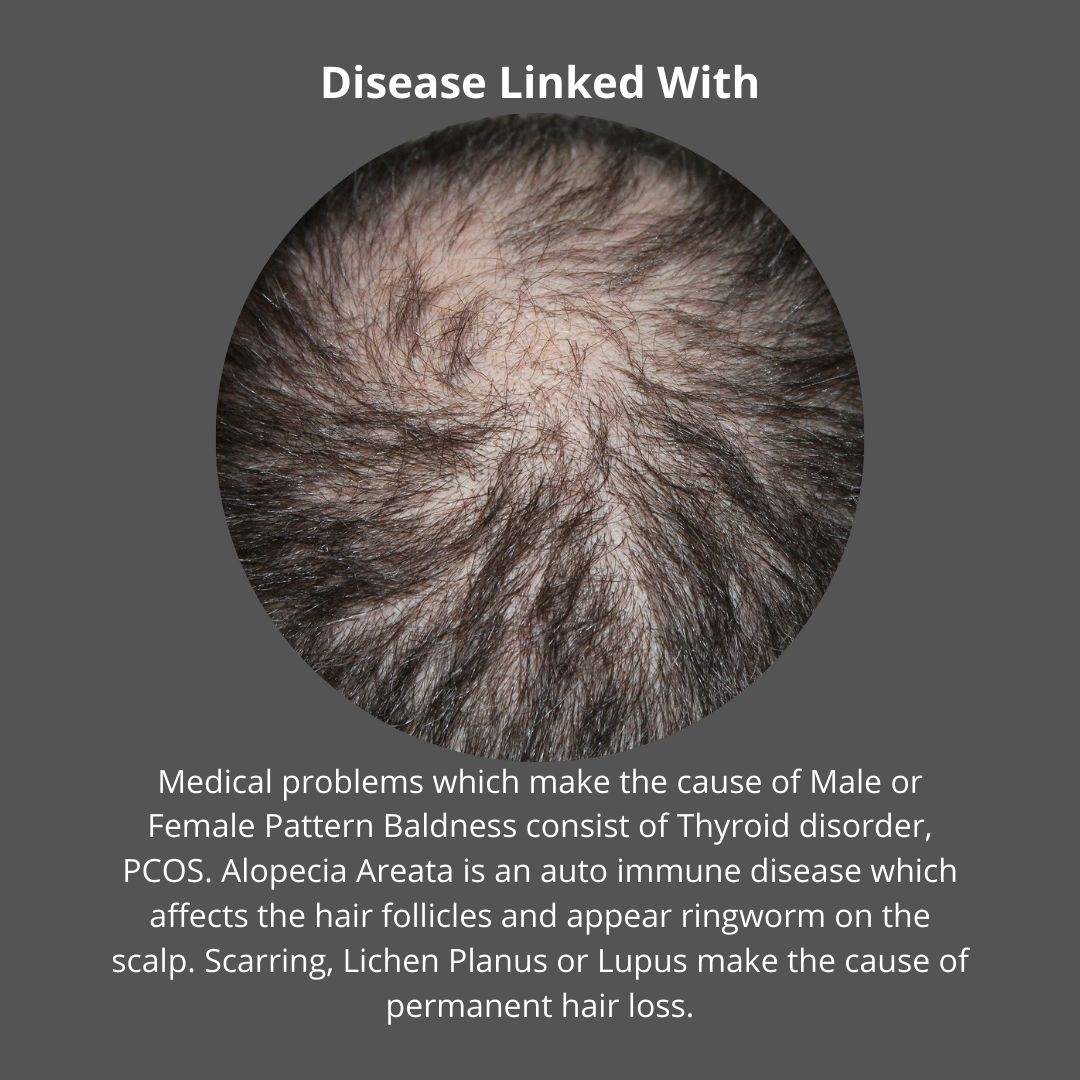 Disease Linked With
Medical problems which make the cause of Male or
Female Pattern Baldness consist of Thyroid disorder,
PCOS. Alopecia Areata is an auto immune disease which
affects the hair follicles and appear ringworm on the
scalp. Scarring, Lichen Planus or Lupus make the cause of
permanent hair loss.